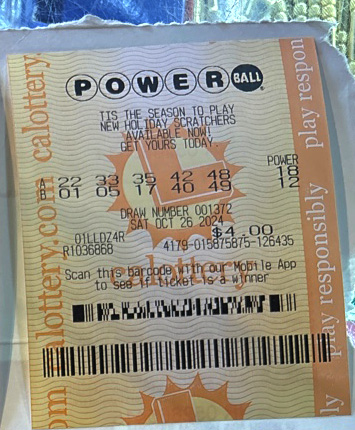 POWERBALL
TIS THE SEASON TO PLAY
NEW HOLIDAY SCRATCHERS
AVAILABLE NOW!
GET YOURS TODAY.
POWER
A 22 33 35 42 48 18
B 01 05 17 40 49 12
DRAW NUMBER 001372
SAT OCT 26 2024
$4.00
01LLDZ4R
R1036868 4179-015875875-126435
Scan this barcode with our Mobile App
to see if ticket is a winner
calottery.com calottery
play responsibly play respon